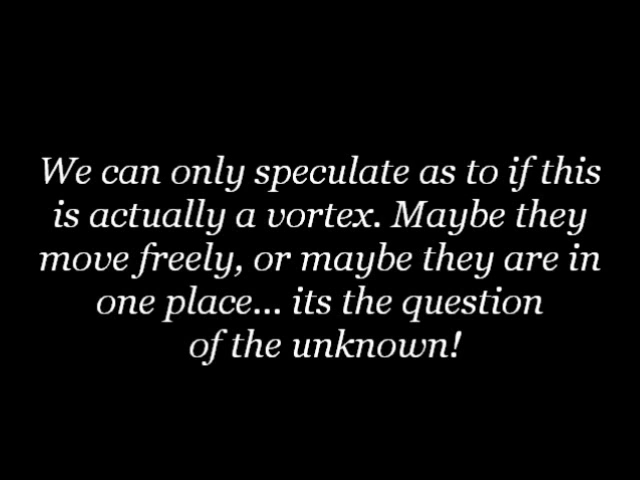 We can only speculate as to if this
is actually a vortex. Maybe they
move freely, or maybe they are in
one place... its the question
of the unknown!